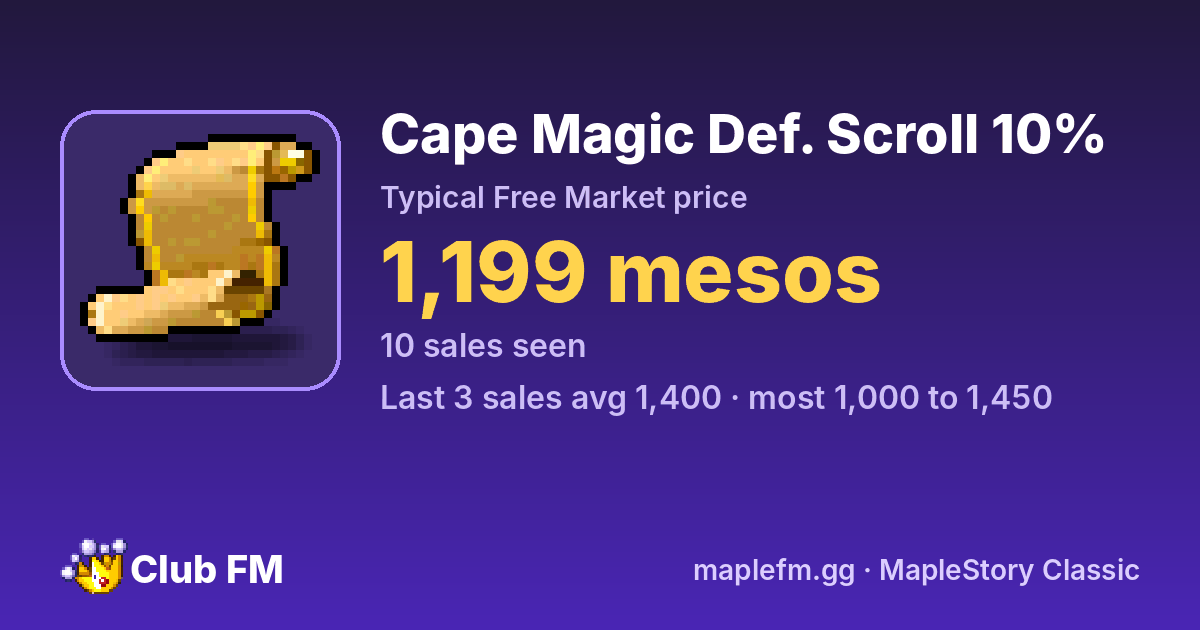 Cape Magic Def. Scroll 10%
Typical Free Market price
1,199 mesos
10 sales seen
Last 3 sales avg 1,400 · most 1,000 to 1,450
Club FM
maplefm.gg · MapleStory Classic